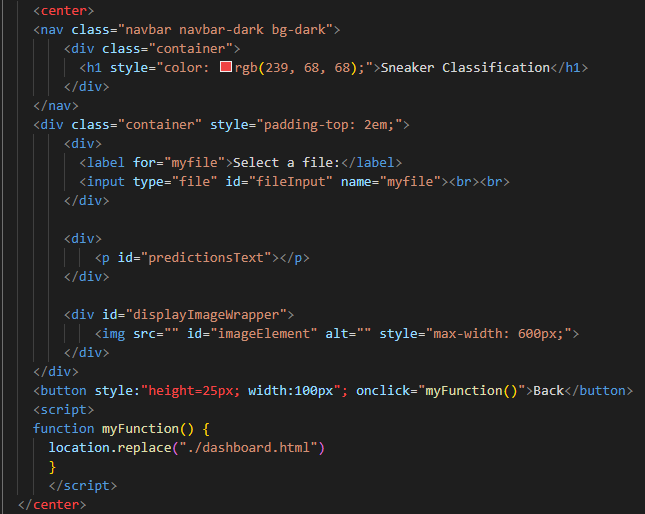 <center>
<nav class="navbar navbar-dark bg-dark">
<div class="container">
<h1 style="color: rgb(239, 68, 68);">Sneaker Classification</h1>
</div>
</nav>
<div class="container" style="padding-top: 2em;">
<div>
<label for="myfile">Select a file:</label>
<input type="file" id="fileInput" name="myfile"><br><br>
</div>
<div>
<p id="predictionsText"></p>
</div>
<div id="displayImageWrapper">
<img src="" id="imageElement" alt="" style="max-width: 600px;">
</div>
</div>
<button style:"height=25px; width:100px"; onclick="myFunction()">Back</button>
<script>
function myFunction() {
location.replace("./dashboard.html")
}
</script>
</center>